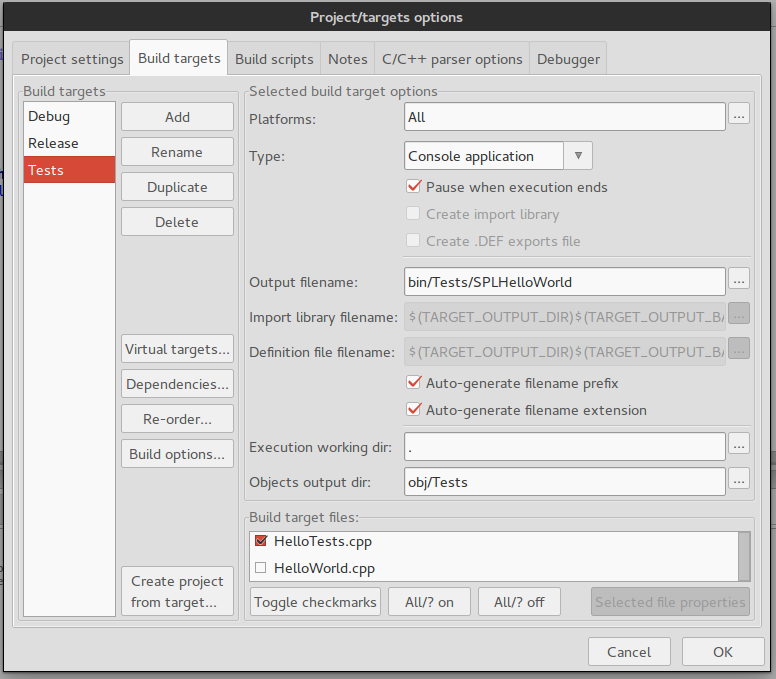 Project/targets options
Project settings
Build targets
Build scripts
Notes
C/C++ parser options
Debugger
Build targets
Debug
Release
Tests
Add
Rename
Duplicate
Delete
Virtual targets...
Dependencies...
Re-order...
Build options...
Create project
from target...
Selected build target options
Platforms:
All
...
Type:
Console application
Pause when execution ends
Create import library
Create .DEF exports file
Output filename:
bin/Tests/SPLHelloWorld
...
Import library filename:
$(TARGET_OUTPUT_DIR)$(TARGET_OUTPUT_BA
...
Definition file filename:
$(TARGET_OUTPUT_DIR)$(TARGET_OUTPUT_BA
...
Auto-generate filename prefix
Auto-generate filename extension
Execution working dir:
.
...
Objects output dir:
obj/Tests
...
Build target files:
HelloTests.cpp
HelloWorld.cpp
Toggle checkmarks
All/? on
All/? off
Selected file properties
Cancel
OK